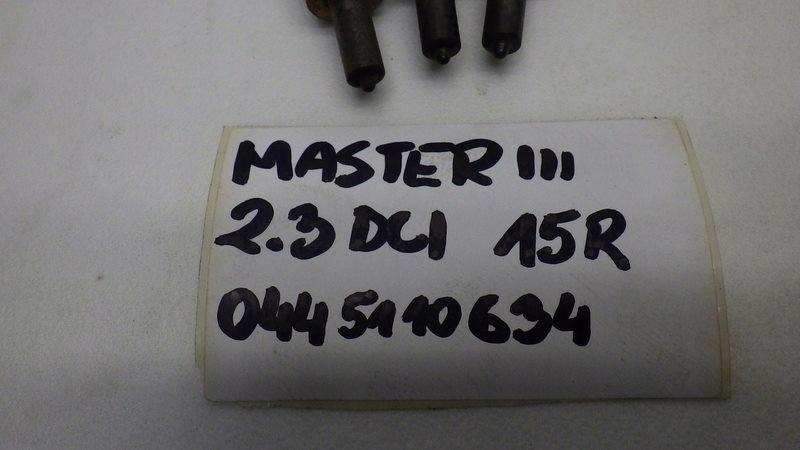 MASTER III
2.3 DCI 15R
0445110634